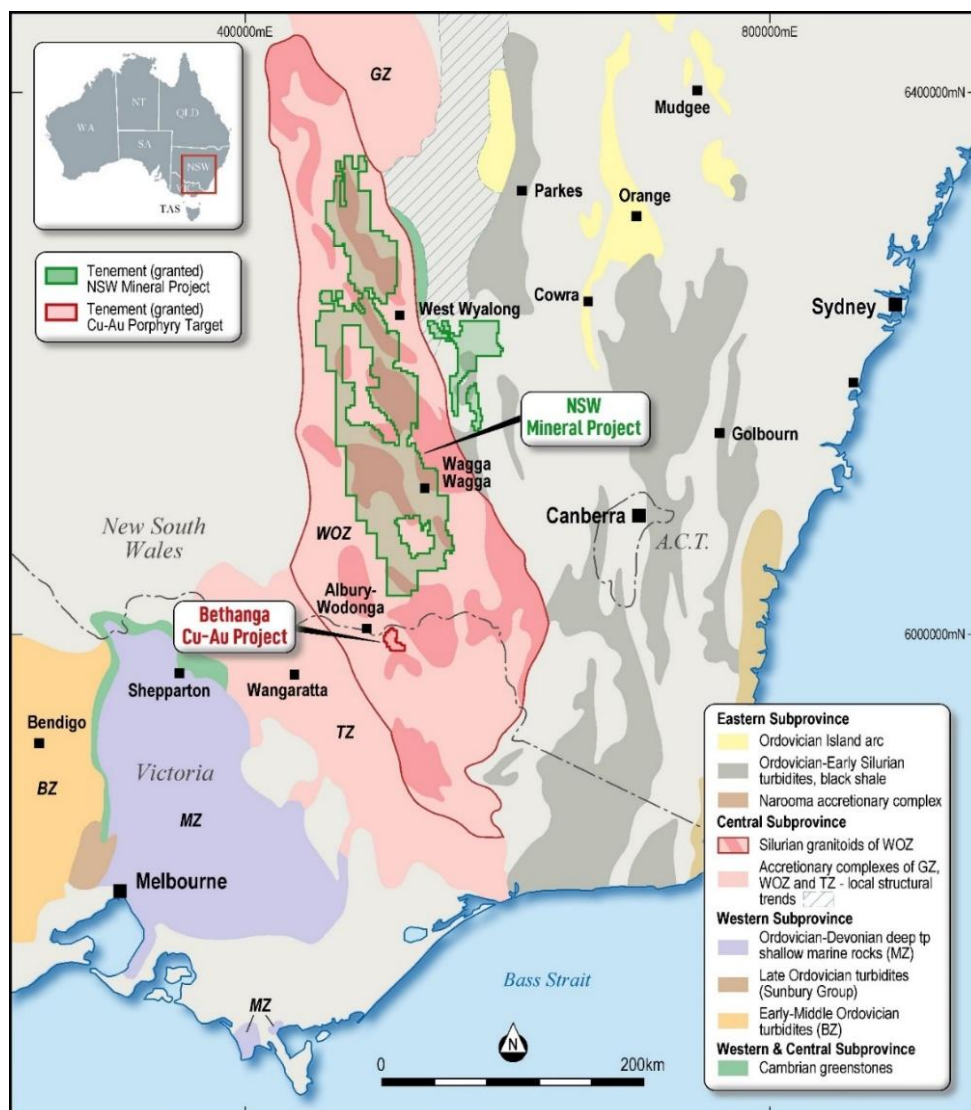 400000mE
800000mE
6400000mN
6000000mN
WA
NT
QLD
SA
NSW
TAS
Tenement (granted)
NSW Mineral Project
Tenement (granted)
Cu-Au Porphyry Target
GZ
Mudgee
Parkes
Orange
Cowra
Sydney
West Wyalong
NSW
Mineral Project
Golbourn
Wagga
Wagga
Canberra
A.C.T.
New South
Wales
WOZ
Albury-
Wodonga
Bethanga
Cu-Au Project
Shepparton
Wangaratta
Bendigo
BZ
TZ
Victoria
MZ
Melbourne
MZ
Bass Strait
N
0
200km
Eastern Subprovince
Ordovician Island arc
Ordovician-Early Silurian
turbidites, black shale
Narooma accretionary complex
Central Subprovince
Silurian granitoids of WOZ
Accretionary complexes of GZ,
WOZ and TZ - local structural
trends
Western Subprovince
Ordovician-Devonian deep tp
shallow marine rocks (MZ)
Late Ordovician turbidites
(Sunbury Group)
Early-Middle Ordovician
turbidites (BZ)
Western & Central Subprovince
Cambrian greenstones